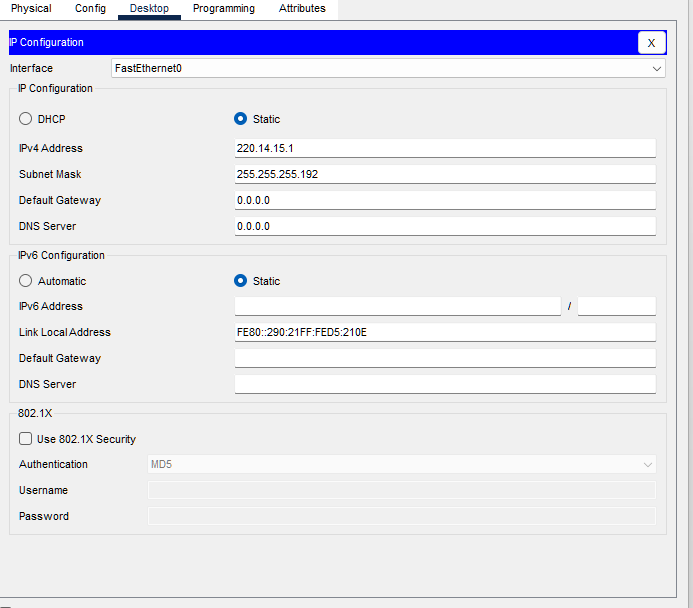 Physical Config Desktop Programming Attributes
IP Configuration X
Interface FastEthernet0
IP Configuration
DHCP Static
IPv4 Address 220.14.15.1
Subnet Mask 255.255.255.192
Default Gateway 0.0.0.0
DNS Server 0.0.0.0
IPv6 Configuration
Automatic Static
IPv6 Address /
Link Local Address FE80::290:21FF:FED5:210E
Default Gateway
DNS Server
802.1X
Use 802.1X Security
Authentication MD5
Username
Password